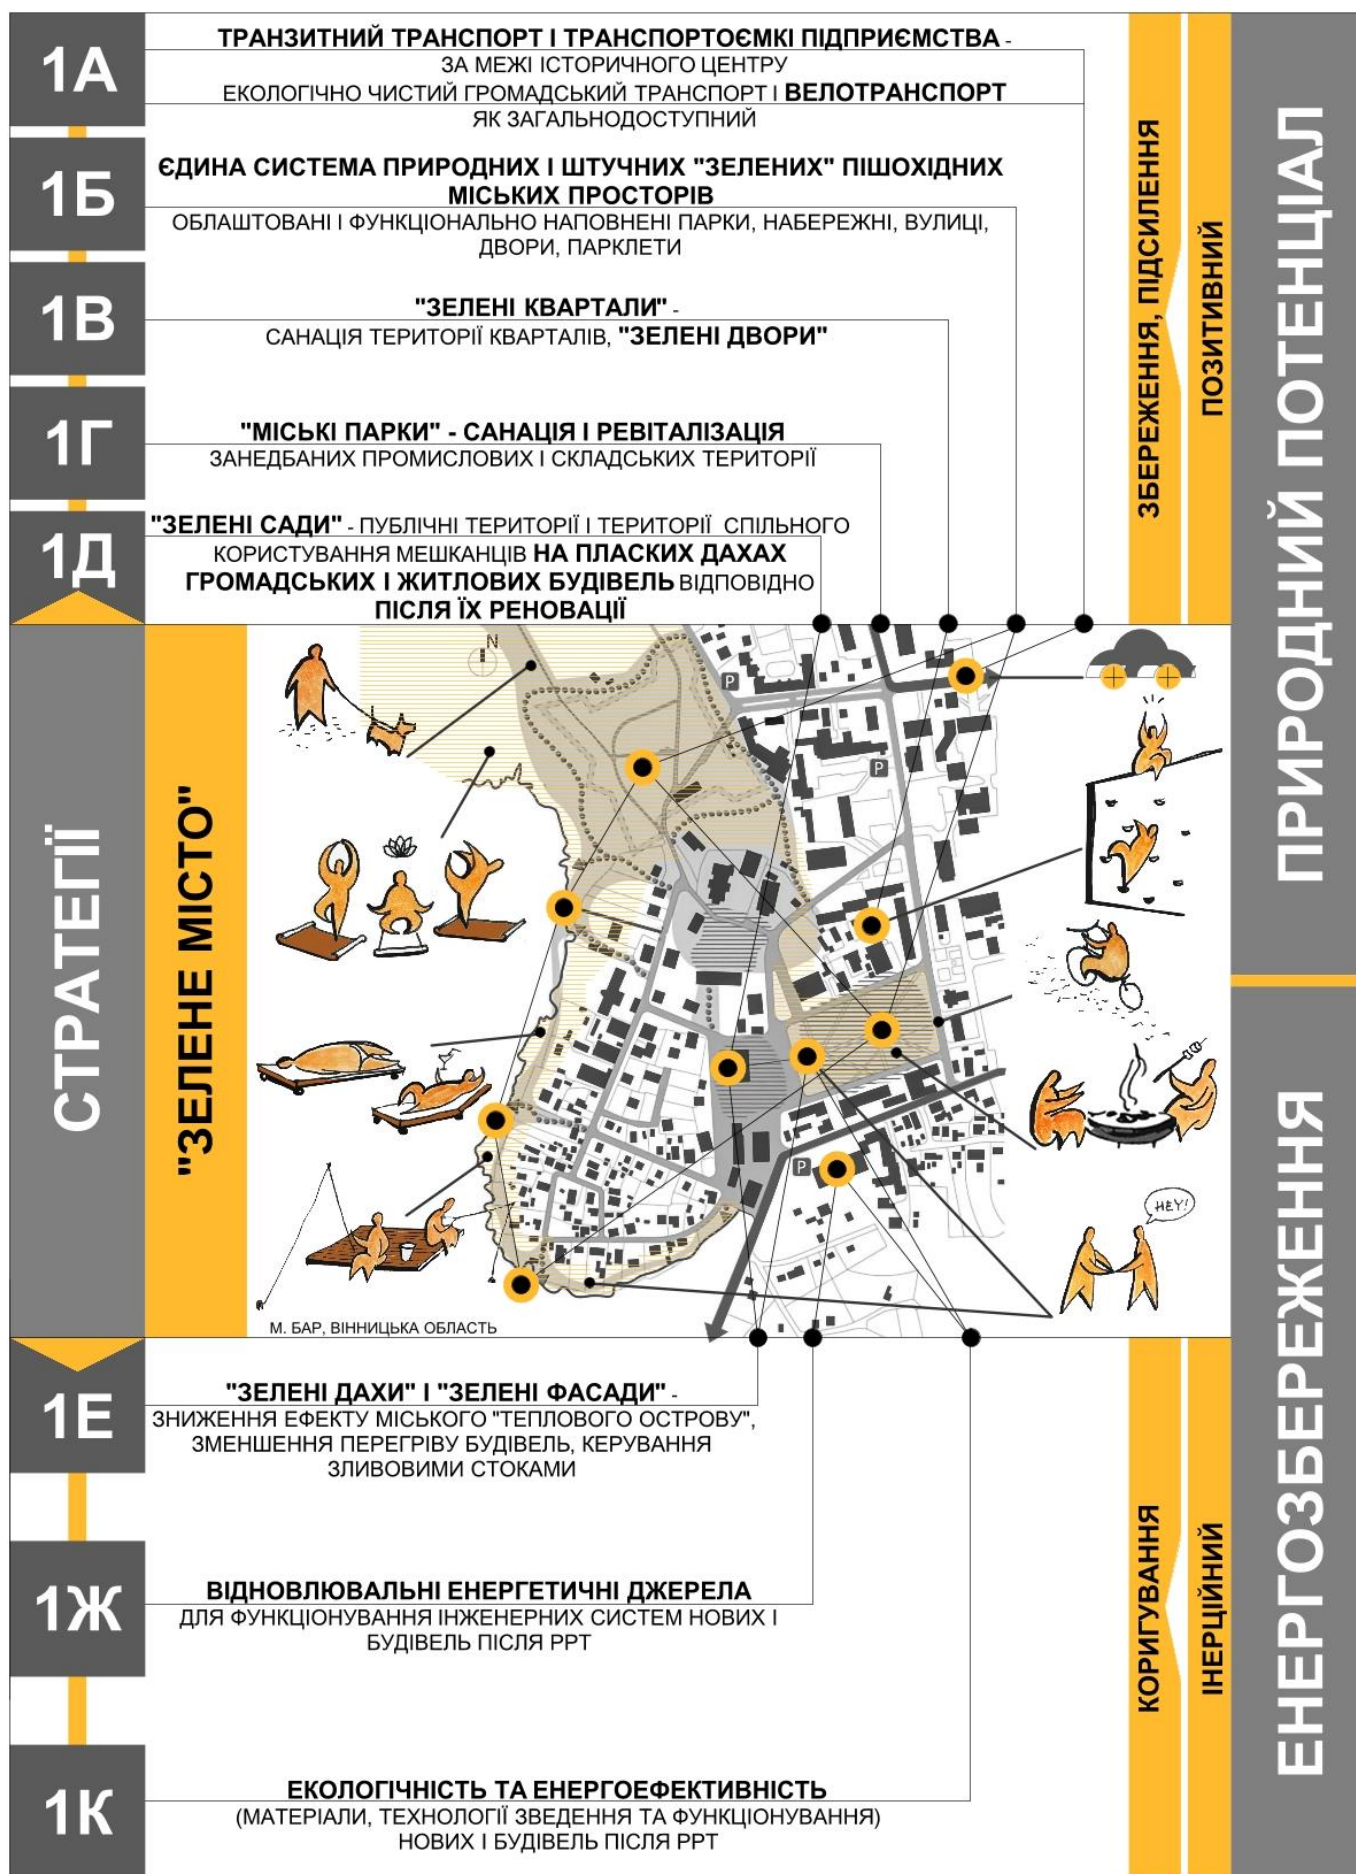 1А
ТРАНЗИТНИЙ ТРАНСПОРТ І ТРАНСПОРТОЄМКІ ПІДПРИЄМСТВА -
ЗА МЕЖІ ІСТОРИЧНОГО ЦЕНТРУ
ЕКОЛОГІЧНО ЧИСТИЙ ГРОМАДСЬКИЙ ТРАНСПОРТ І ВЕЛОТРАНСПОРТ
ЯК ЗАГАЛЬНОДОСТУПНИЙ
1Б
ЄДИНА СИСТЕМА ПРИРОДНИХ І ШТУЧНИХ "ЗЕЛЕНИХ" ПІШОХІДНИХ
МІСЬКИХ ПРОСТОРІВ
ОБЛАШТОВАНІ І ФУНКЦІОНАЛЬНО НАПОВНЕНІ ПАРКИ, НАБЕРЕЖНІ, ВУЛИЦІ,
ДВОРИ, ПАРКЛЕТИ
1В
"ЗЕЛЕНІ КВАРТАЛИ" -
САНАЦІЯ ТЕРИТОРІЇ КВАРТАЛІВ, "ЗЕЛЕНІ ДВОРИ"
1Г
"МІСЬКІ ПАРКИ" - САНАЦІЯ І РЕВІТАЛІЗАЦІЯ
ЗАНЕДБАНИХ ПРОМИСЛОВИХ І СКЛАДСЬКИХ ТЕРИТОРІЇ
1Д
"ЗЕЛЕНІ САДИ" - ПУБЛІЧНІ ТЕРИТОРІЇ І ТЕРИТОРІЇ СПІЛЬНОГО
КОРИСТУВАННЯ МЕШКАНЦІВ НА ПЛАСКИХ ДАХАХ
ГРОМАДСЬКИХ І ЖИТЛОВИХ БУДІВЕЛЬ ВІДПОВІДНО
ПІСЛЯ ЇХ РЕНОВАЦІЇ
ЗБЕРЕЖЕННЯ, ПІДСИЛЕННЯ
ПОЗИТИВНИЙ
ПРИРОДНИЙ ПОТЕНЦІАЛ
СТРАТЕГІЇ
"ЗЕЛЕНЕ МІСТО"
N
P
P
P
HEY!
М. БАР, ВІННИЦЬКА ОБЛАСТЬ
1Е
"ЗЕЛЕНІ ДАХИ" І "ЗЕЛЕНІ ФАСАДИ" -
ЗНИЖЕННЯ ЕФЕКТУ МІСЬКОГО "ТЕПЛОВОГО ОСТРОВУ",
ЗМЕНШЕННЯ ПЕРЕГРІВУ БУДІВЕЛЬ, КЕРУВАННЯ
ЗЛИВОВИМИ СТОКАМИ
1Ж
ВІДНОВЛЮВАЛЬНІ ЕНЕРГЕТИЧНІ ДЖЕРЕЛА
ДЛЯ ФУНКЦІОНУВАННЯ ІНЖЕНЕРНИХ СИСТЕМ НОВИХ І
БУДІВЕЛЬ ПІСЛЯ РРТ
1К
ЕКОЛОГІЧНІСТЬ ТА ЕНЕРГОЕФЕКТИВНІСТЬ
(МАТЕРІАЛИ, ТЕХНОЛОГІЇ ЗВЕДЕННЯ ТА ФУНКЦІОНУВАННЯ)
НОВИХ І БУДІВЕЛЬ ПІСЛЯ РРТ
КОРИГУВАННЯ
ІНЕРЦІЙНИЙ
ЕНЕРГОЗБЕРЕЖЕННЯ